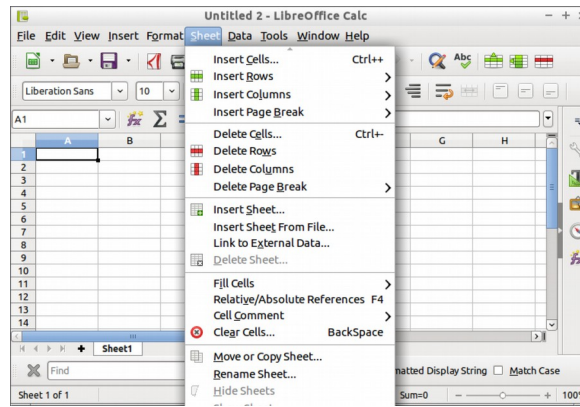 Untitled 2 - LibreOffice Calc
File Edit View Insert Format Sheet Data Tools Window Help
Liberation Sans 10
A1
A B G H
1
2
3
4
5
6
7
8
9
10
11
12
13
14
Insert Cells... Ctrl++
Insert Rows
Insert Columns
Insert Page Break
Delete Cells... Ctrl+-
Delete Rows
Delete Columns
Delete Page Break
Insert Sheet...
Insert Sheet From File...
Link to External Data...
Delete Sheet...
Fill Cells
Relative/Absolute References F4
Cell Comment
Clear Cells... BackSpace
Move or Copy Sheet...
Rename Sheet...
Hide Sheets
Sheet1
Find
matted Display String Match Case
Sheet 1 of 1 Sum=0 100%